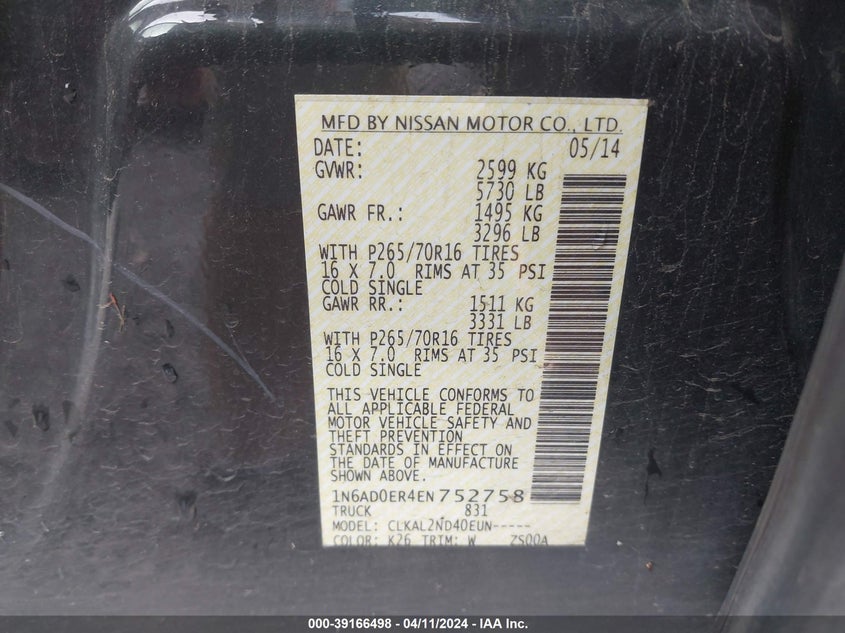 MFD BY NISSAN MOTOR CO., LTD.
DATE: 05/14
GVWR: 2599 KG
5730 LB
GAWR FR.: 1495 KG
3296 LB
WITH P265/70R16 TIRES
16 X 7.0 RIMS AT 35 PSI
COLD SINGLE
GAWR RR.: 1511 KG
3331 LB
WITH P265/70R16 TIRES
16 X 7.0 RIMS AT 35 PSI
COLD SINGLE
THIS VEHICLE CONFORMS TO
ALL APPLICABLE FEDERAL
MOTOR VEHICLE SAFETY AND
THEFT PREVENTION
STANDARDS IN EFFECT ON
THE DATE OF MANUFACTURE
SHOWN ABOVE.
1N6AD0ER4EN752758
TRUCK 831
MODEL: CLKAL2ND40EUN-----
COLOR: K26 TRIM: W ZS00A
000-39166498 - 04/11/2024 - IAA Inc.